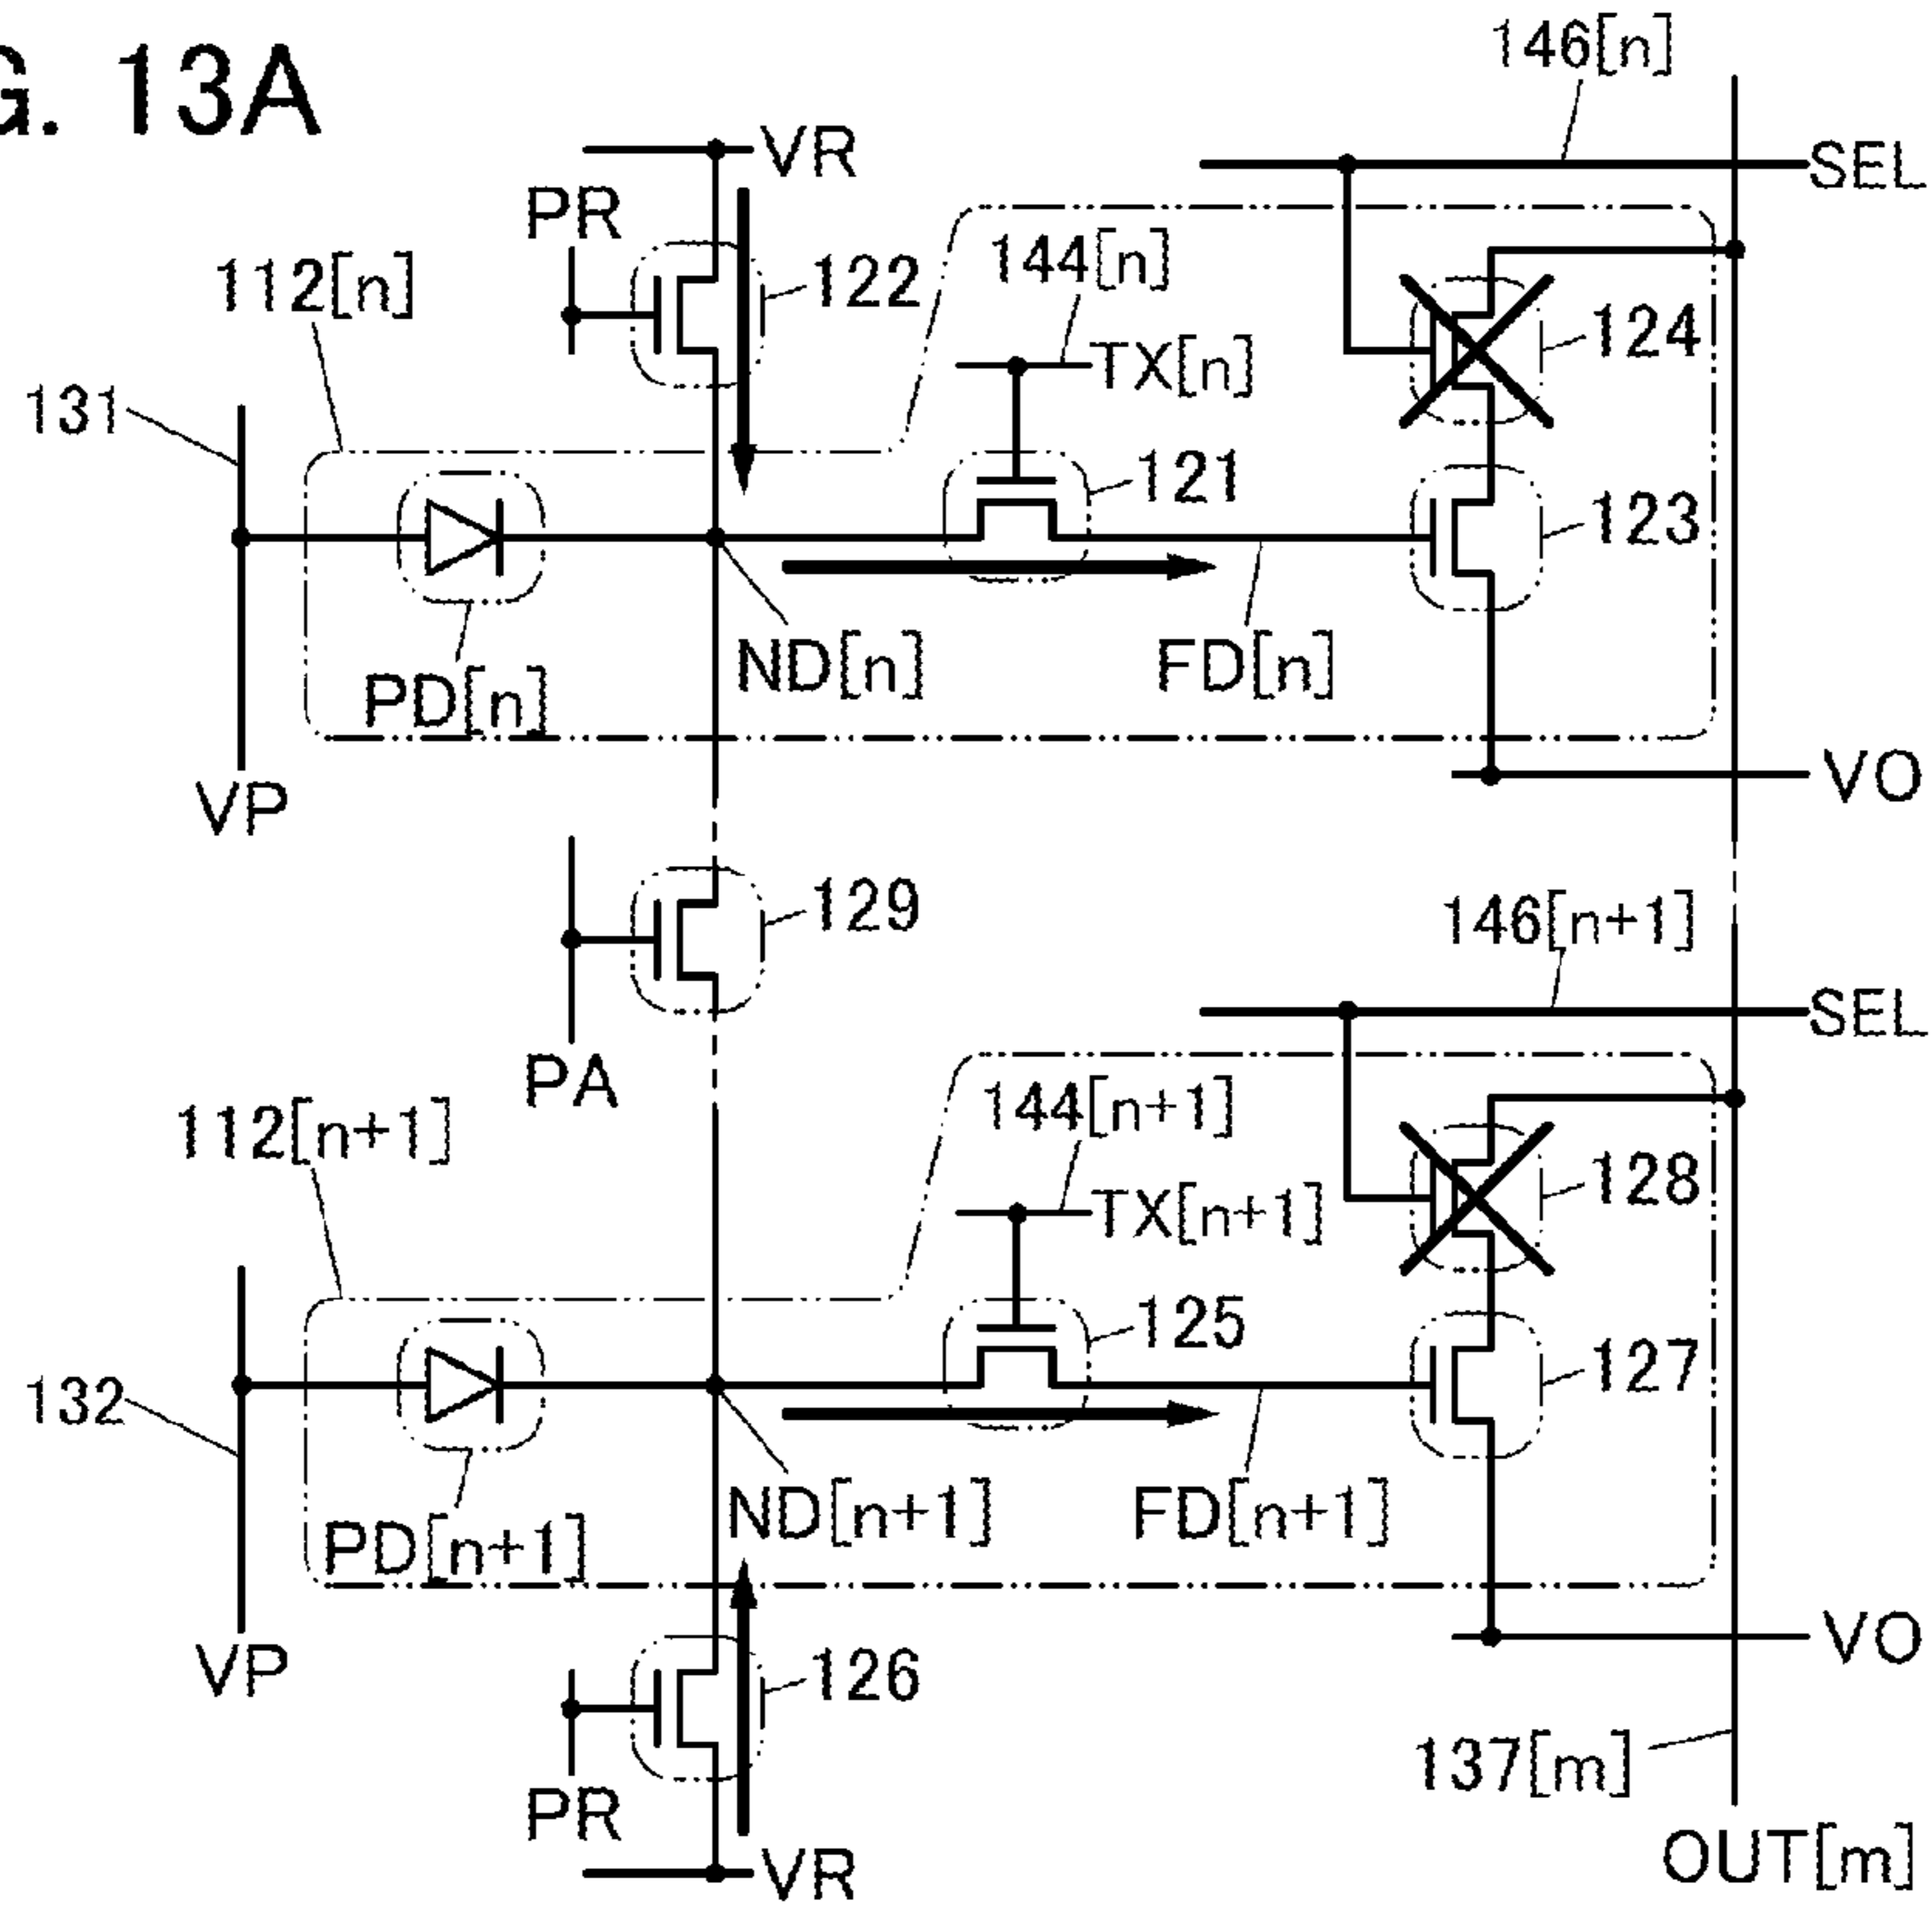 G. 13A
146[n]
VR
SEL
PR
144[n]
112[n]
122
124
TX[n]
131
121
123
ND[n]
FD[n]
PD[n]
VO
VP
129
146[n+1]
SEL
PA
144[n+1]
112[n+1]
128
TX[n+1]
125
127
132
ND[n+1]
FD[n+1]
PD[n+1]
VO
VP
126
137[m]
PR
VR
OUT[m]